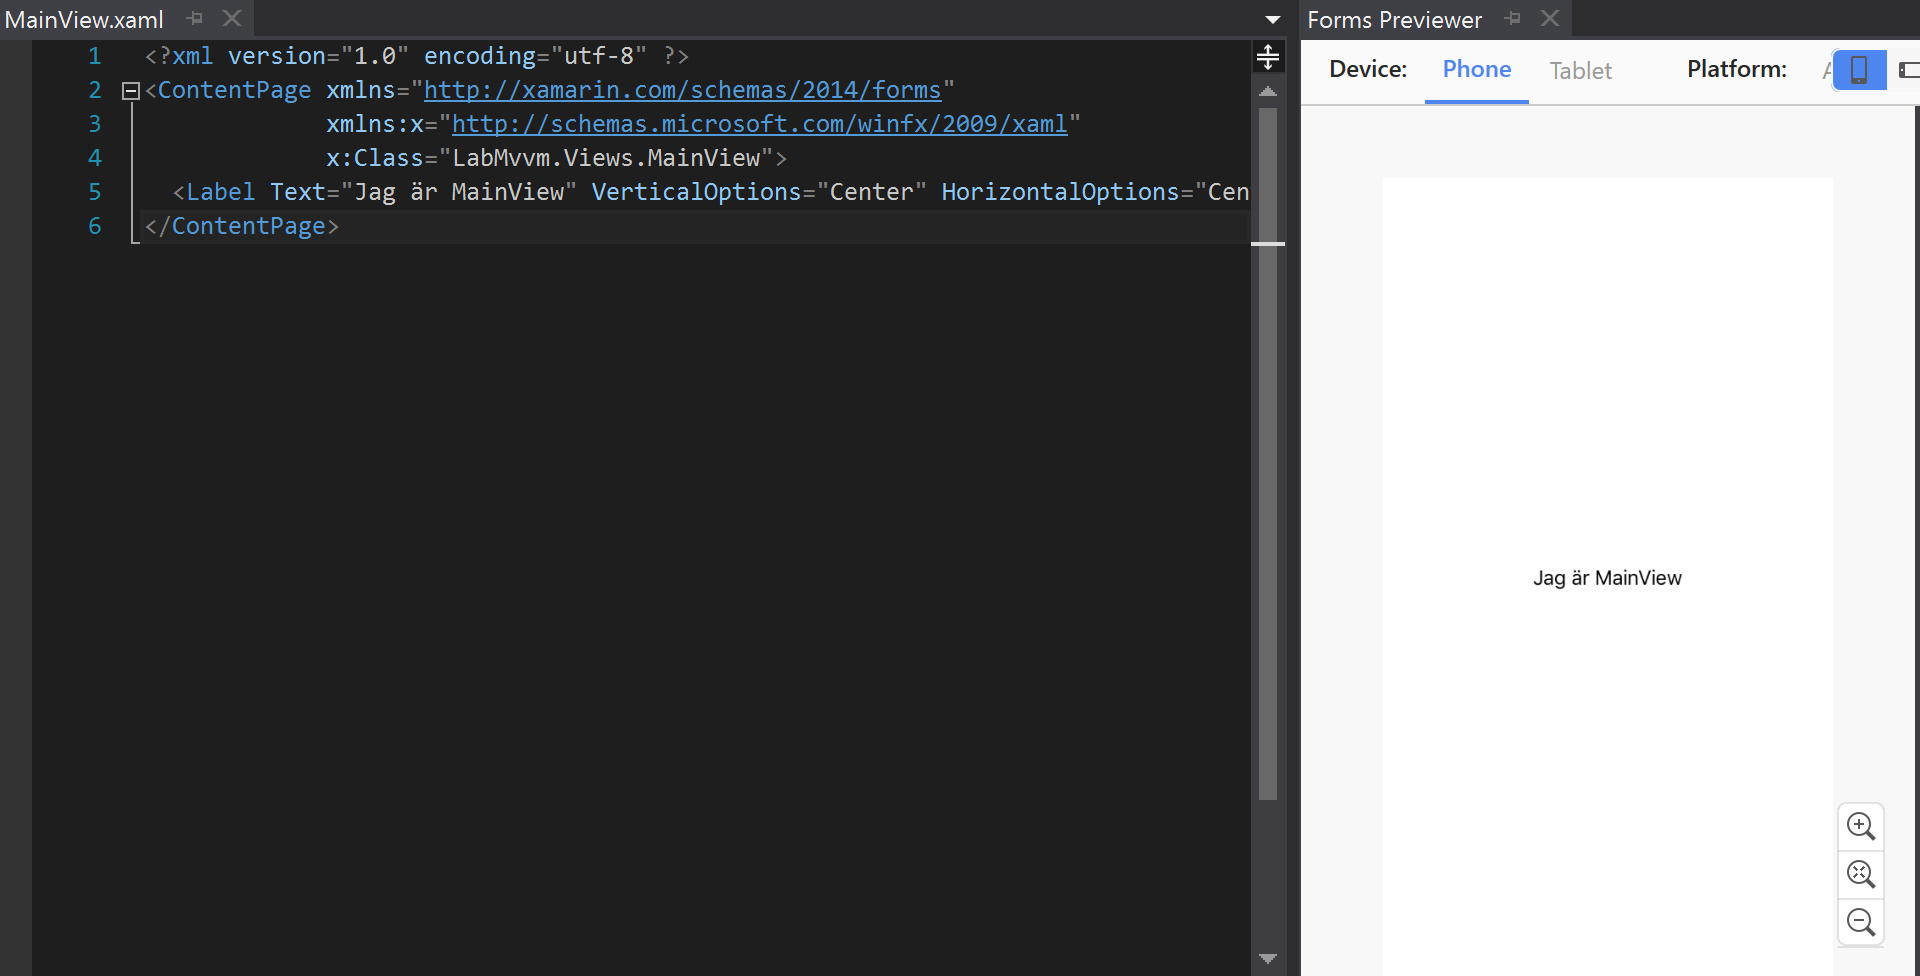 MainView.xaml
Forms Previewer
1 <?xml version="1.0" encoding="utf-8" ?>
2 <ContentPage xmlns="http://xamarin.com/schemas/2014/forms"
3 xmlns:x="http://schemas.microsoft.com/winfx/2009/xaml"
4 x:Class="LabMvvm.Views.MainView">
5 <Label Text="Jag är MainView" VerticalOptions="Center" HorizontalOptions="Cen
6 </ContentPage>
Device: Phone Tablet Platform: A
Jag är MainView